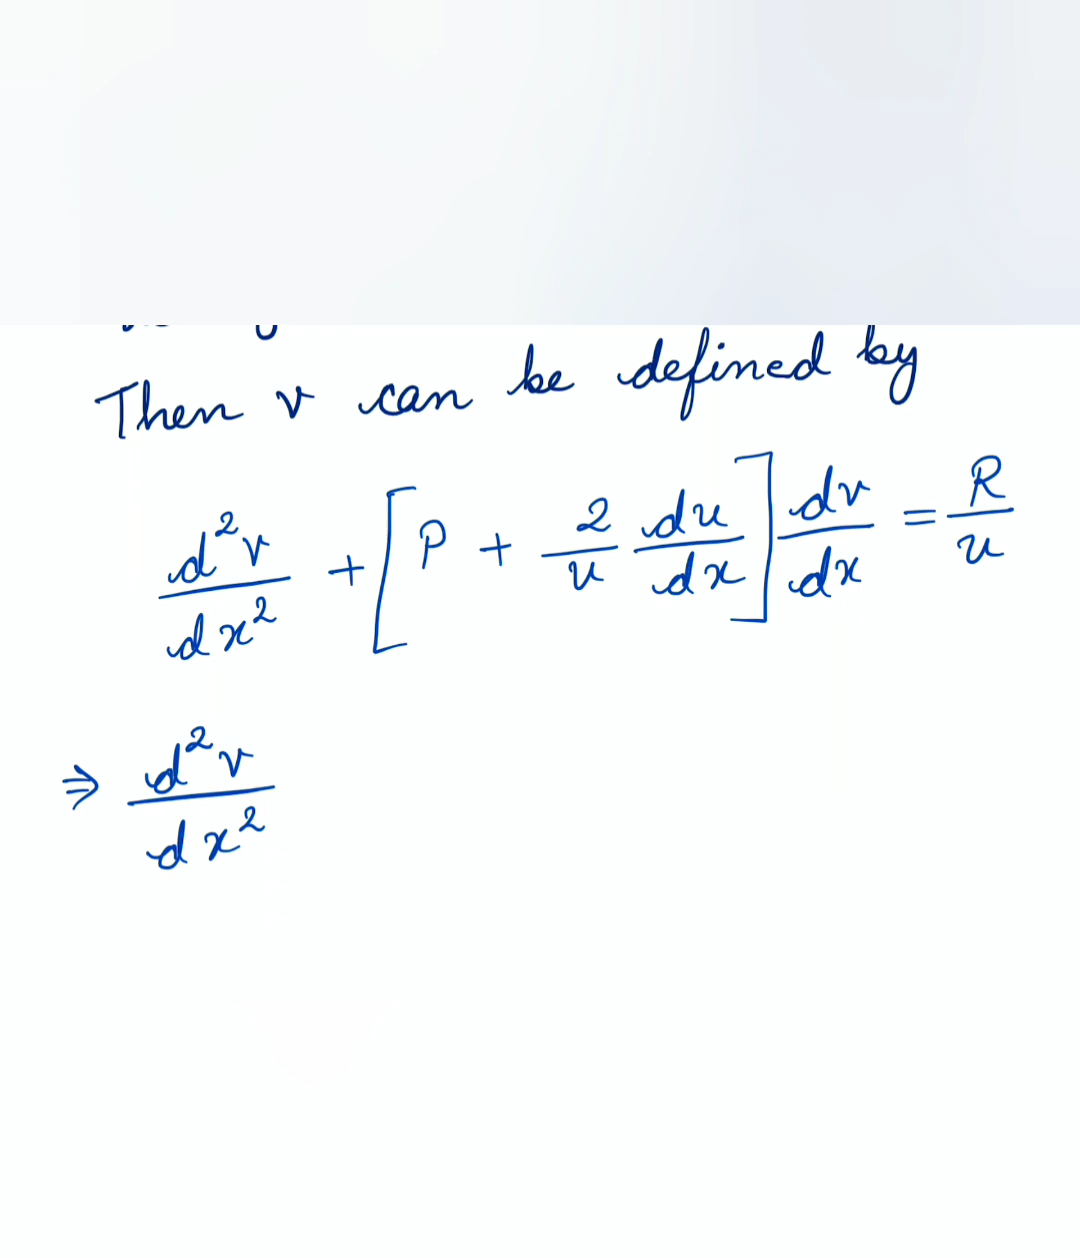 Then v can be defined by
d²v/dx² + [P + 2/u du/dx] dv/dx = R/u
⇒ d²v/dx²